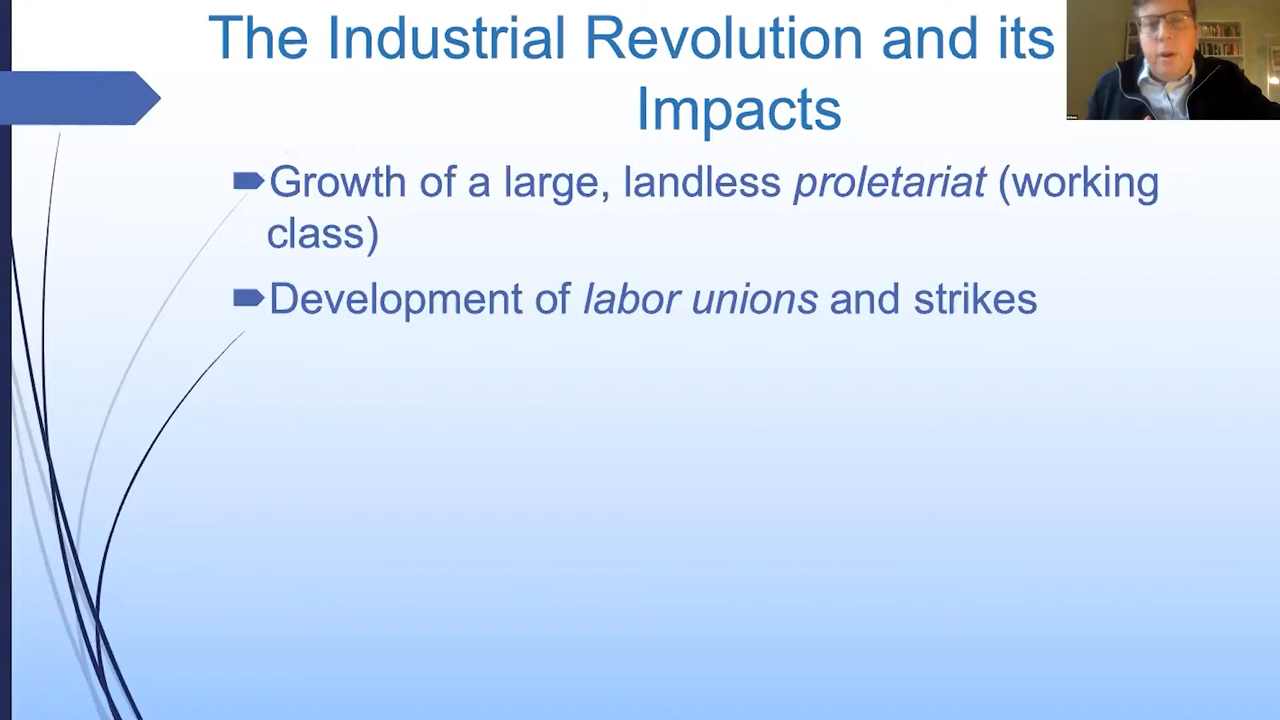 The Industrial Revolution and its
Impacts
Growth of a large, landless proletariat (working
class)
Development of labor unions and strikes